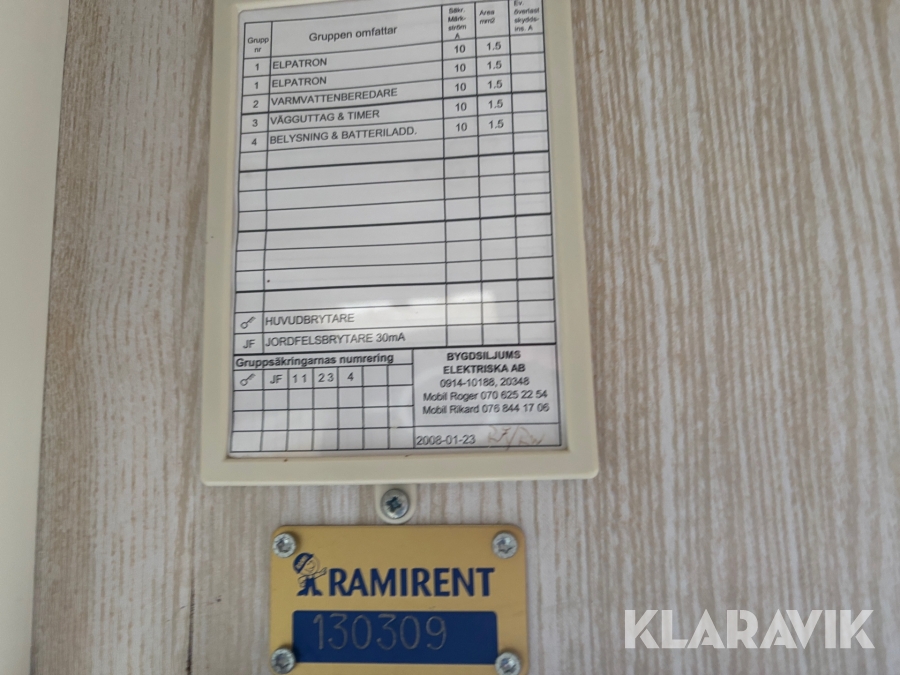 Grupp nr Gruppen omfattar Säkr. Märk-ström A Area mm2 Ev. överlast skydds-ins. A
1 ELPATRON 10 1.5
1 ELPATRON 10 1.5
2 VARMVATTENBEREDARE 10 1.5
3 VÄGGUTTAG & TIMER 10 1.5
4 BELYSNING & BATTERILADD. 10 1.5
HUVUDBRYTARE
JF JORDFELSBRYTARE 30mA
Gruppsäkringarnas numrering
JF 1 1 2 3 4
BYGDSILJUMS
ELEKTRISKA AB
0914-10188, 20348
Mobil Roger 070 625 22 54
Mobil Rikard 076 844 17 06
2008-01-23
RAMIRENT
130309
KLARAVIK